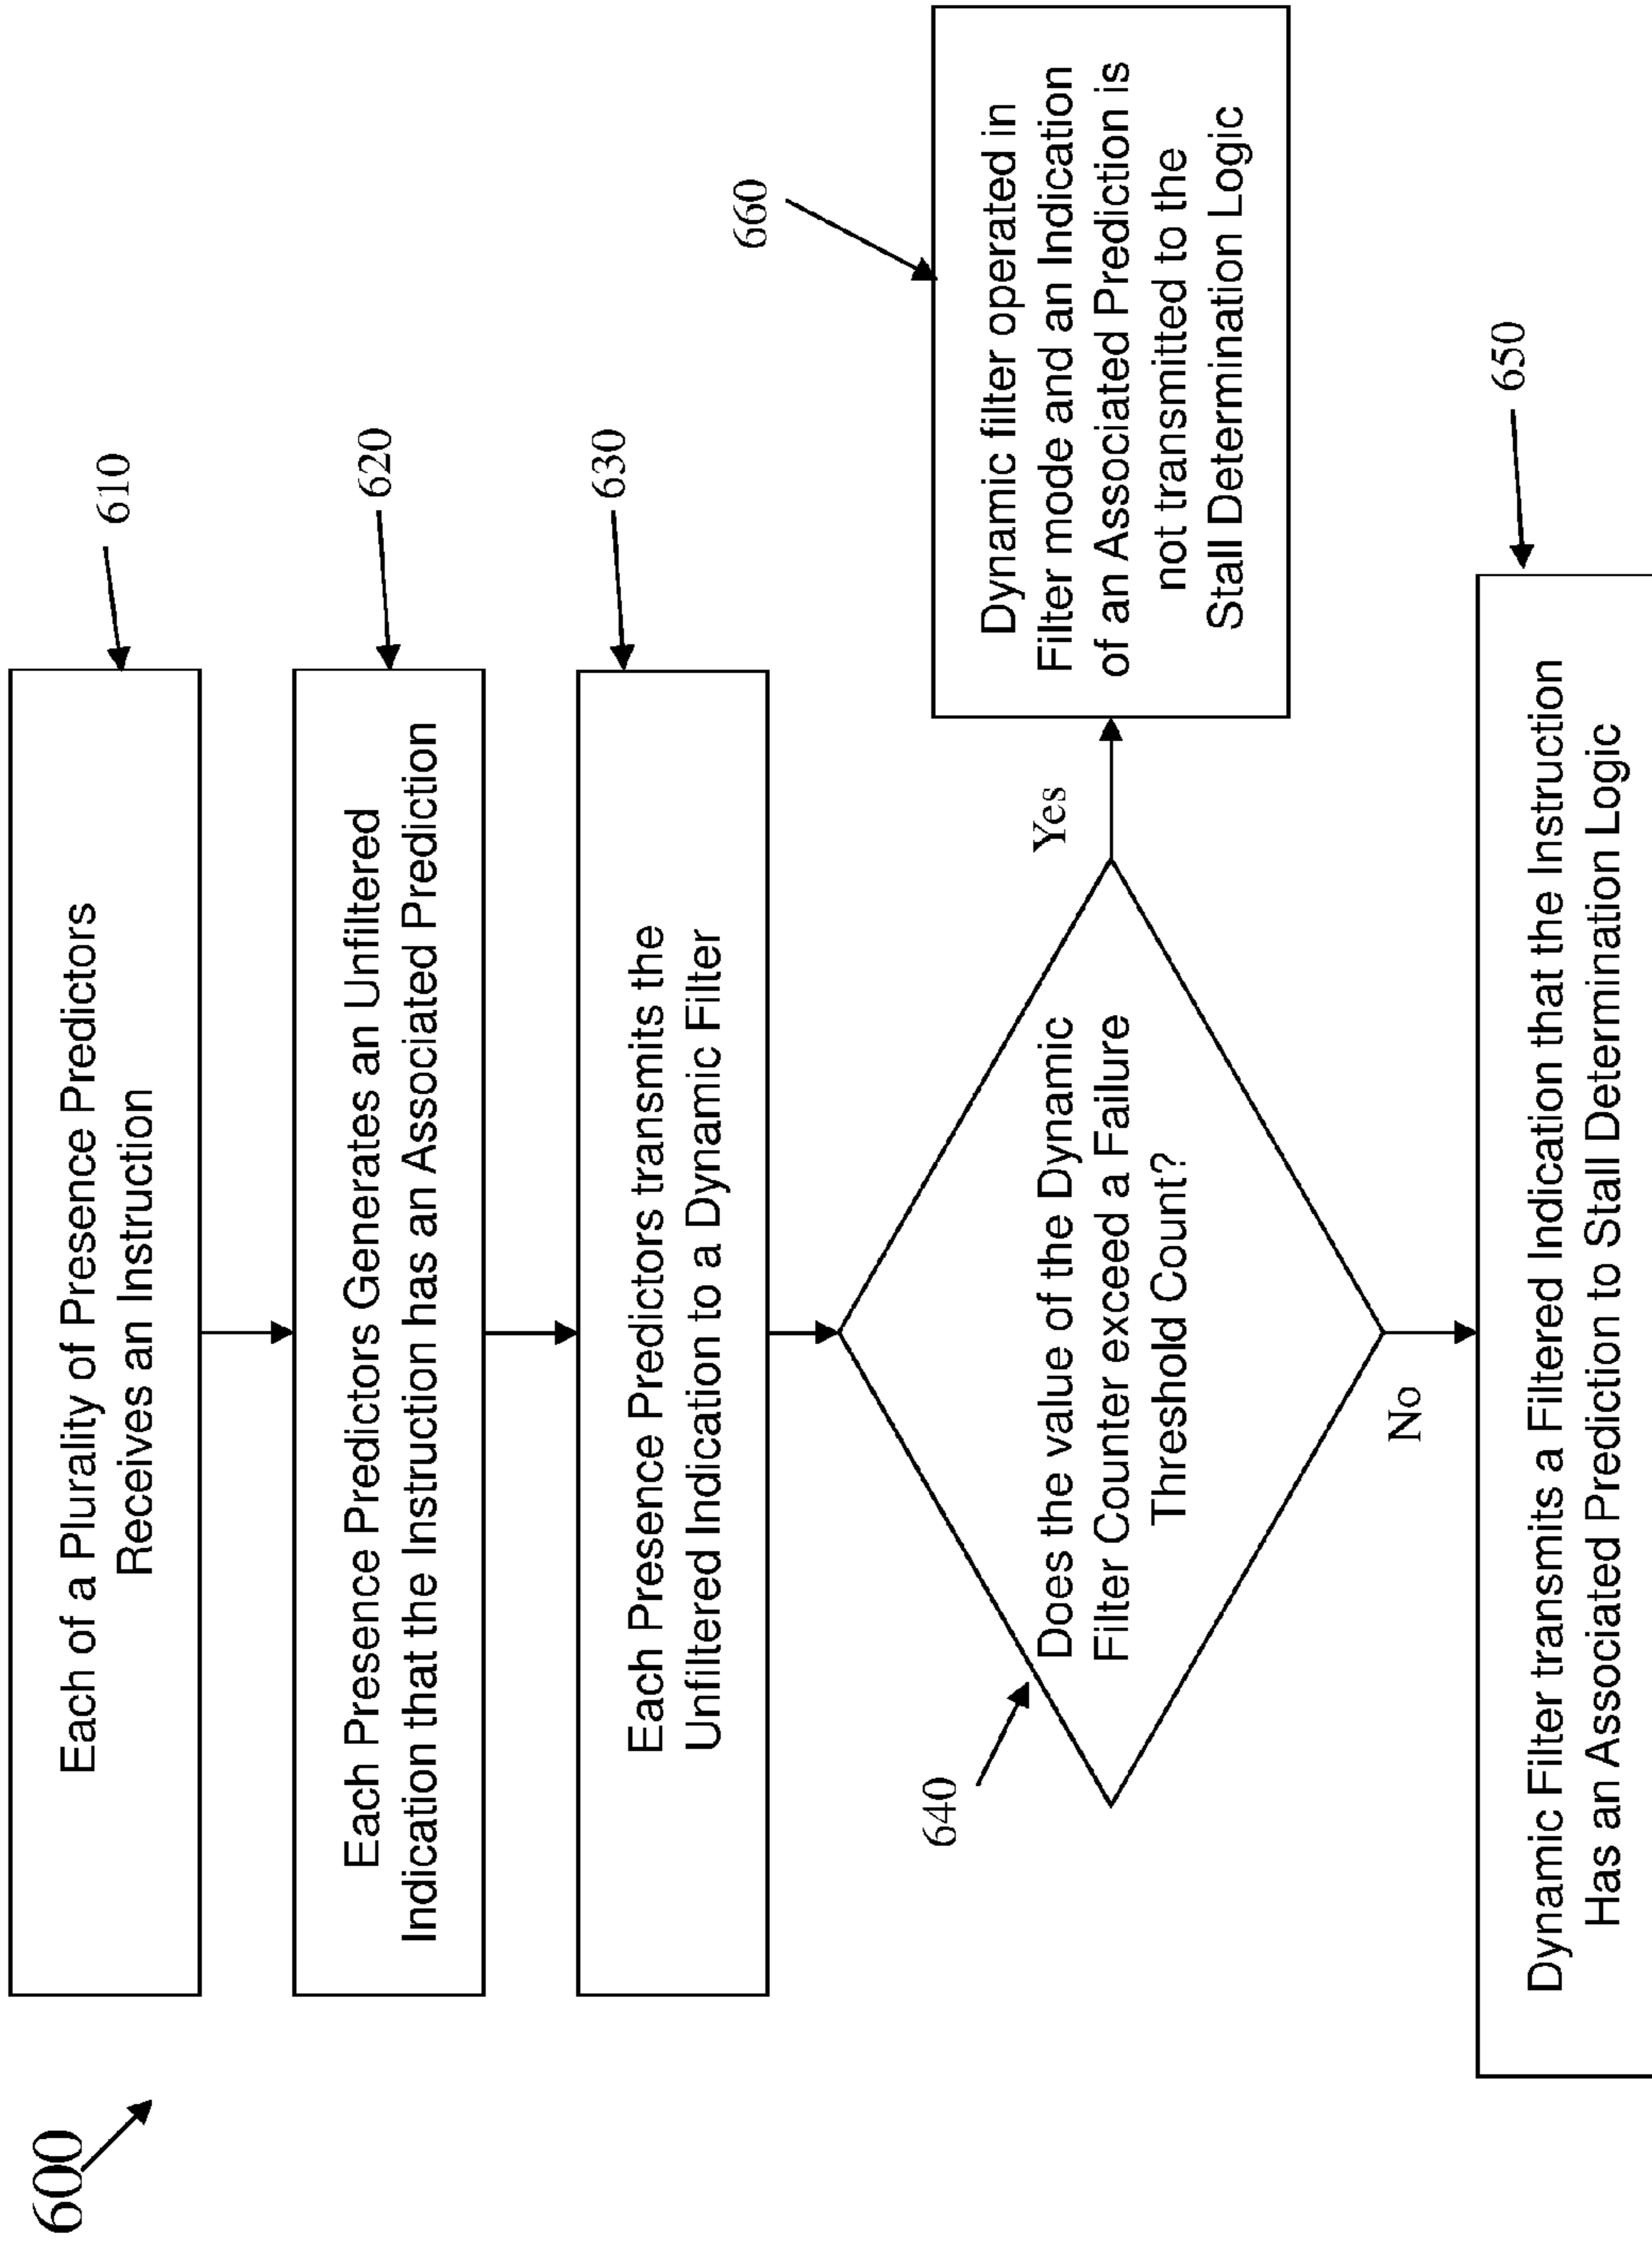 600
Each of a Plurality of Presence Predictors
Receives an Instruction
610
Each Presence Predictors Generates an Unfiltered
Indication that the Instruction has an Associated Prediction
620
Each Presence Predictors transmits the
Unfiltered Indication to a Dynamic Filter
630
640
Does the value of the Dynamic
Filter Counter exceed a Failure
Threshold Count?
Yes
660
Dynamic filter operated in
Filter mode and an Indication
of an Associated Prediction is
not transmitted to the
Stall Determination Logic
No
650
Dynamic Filter transmits a Filtered Indication that the Instruction
Has an Associated Prediction to Stall Determination Logic